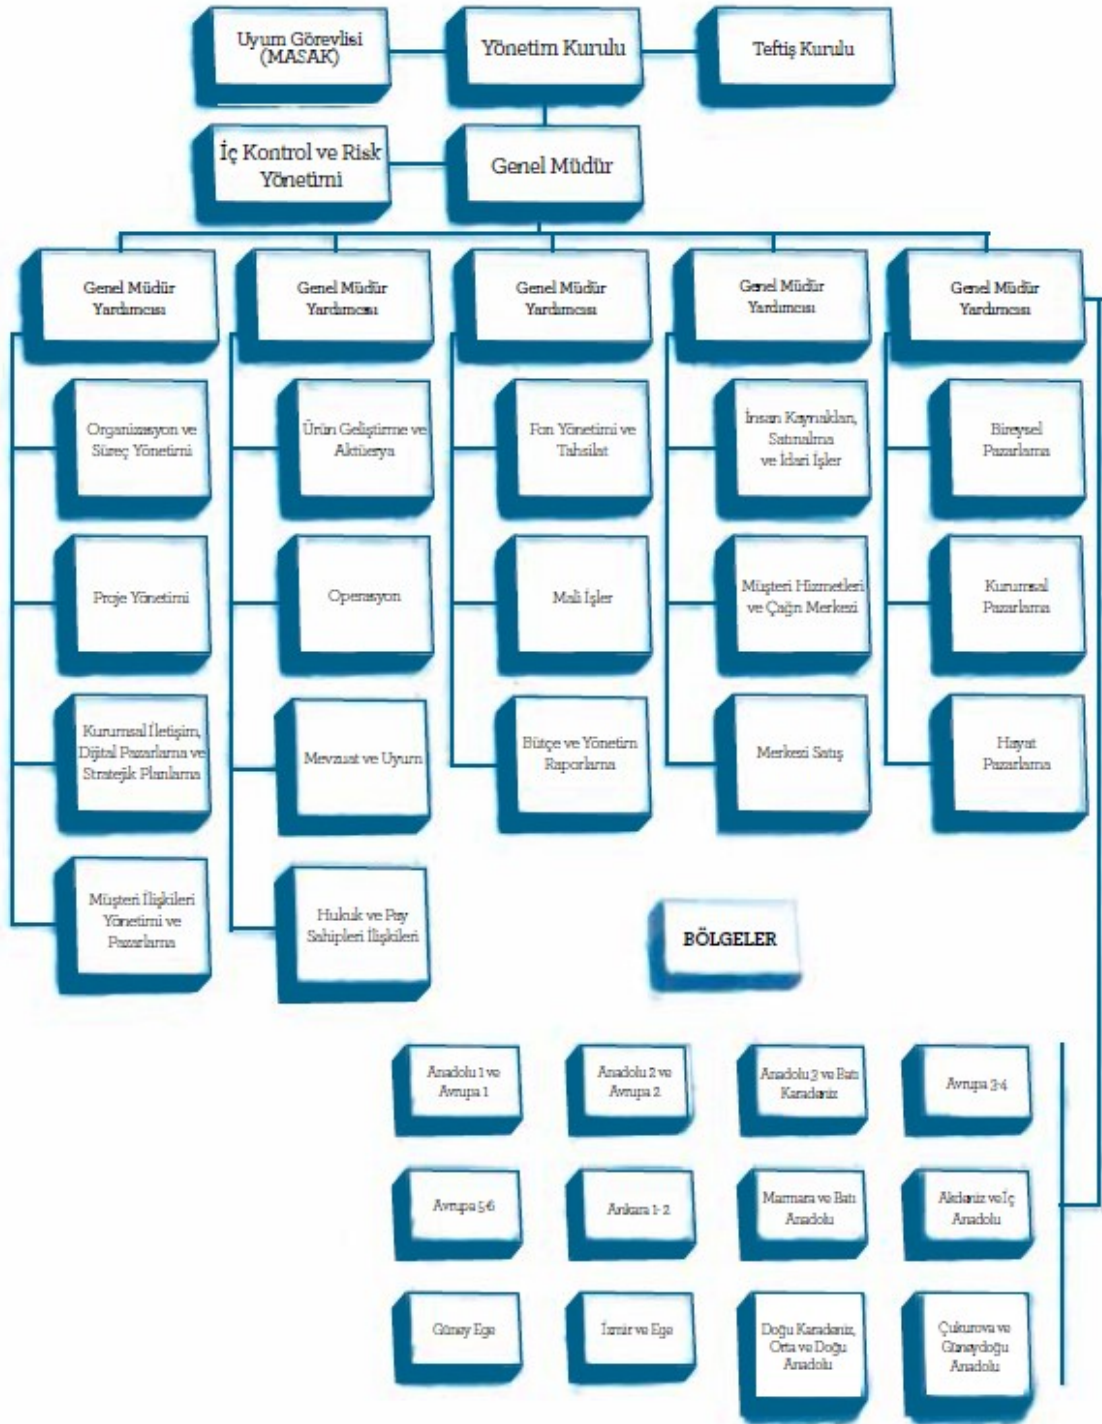 Uyum Görevlisi
(MASAK)
Yönetim Kurulu
Teftiş Kurulu
İç Kontrol ve Risk
Yönetimi
Genel Müdür
Genel Müdür
Yardımcısı
Genel Müdür
Yardımcısı
Genel Müdür
Yardımcısı
Genel Müdür
Yardımcısı
Genel Müdür
Yardımcısı
Organizasyon ve
Süreç Yönetimi
Ürün Geliştirme ve
Aktüerya
Fon Yönetimi ve
Tahsilat
İnsan Kaynakları,
Satınalma
ve İdari İşler
Bireysel
Pazarlama
Proje Yönetimi
Operasyon
Mali İşler
Müşteri Hizmetleri
ve Çağrı Merkezi
Kurumsal
Pazarlama
Kurumsal İletişim,
Dijital Pazarlama ve
Stratejik Planlama
Mevzuat ve Uyum
Bütçe ve Yönetim
Raporlama
Merkezi Satış
Hayat
Pazarlama
Müşteri İlişkileri
Yönetimi ve
Pazarlama
Hukuk ve Pay
Sahipleri İlişkileri
BÖLGELER
Anadolu 1 ve
Avrupa 1
Anadolu 2 ve
Avrupa 2
Anadolu 3 ve Batı
Karadeniz
Avrupa 3-4
Avrupa 5-6
Ankara 1-2
Marmara ve Batı
Anadolu
Akdeniz ve İç
Anadolu
Güney Ege
İzmir ve Ege
Doğu Karadeniz,
Orta ve Doğu
Anadolu
Çukurova ve
Güneydoğu
Anadolu